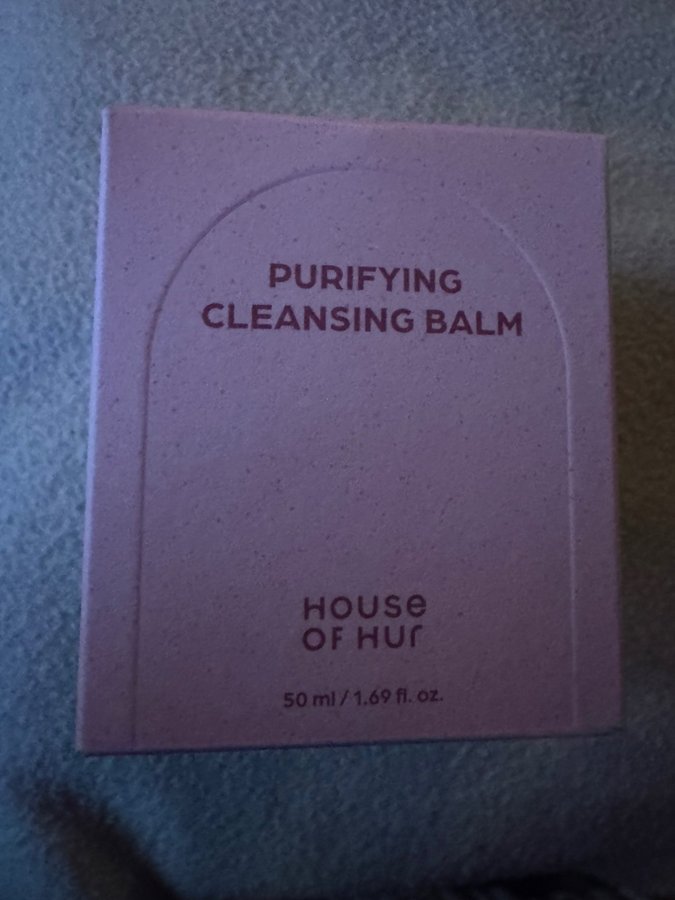 PURIFYING
CLEANSING BALM
HOUSe
OF HUr
50 ml / 1.69 fl. oz.